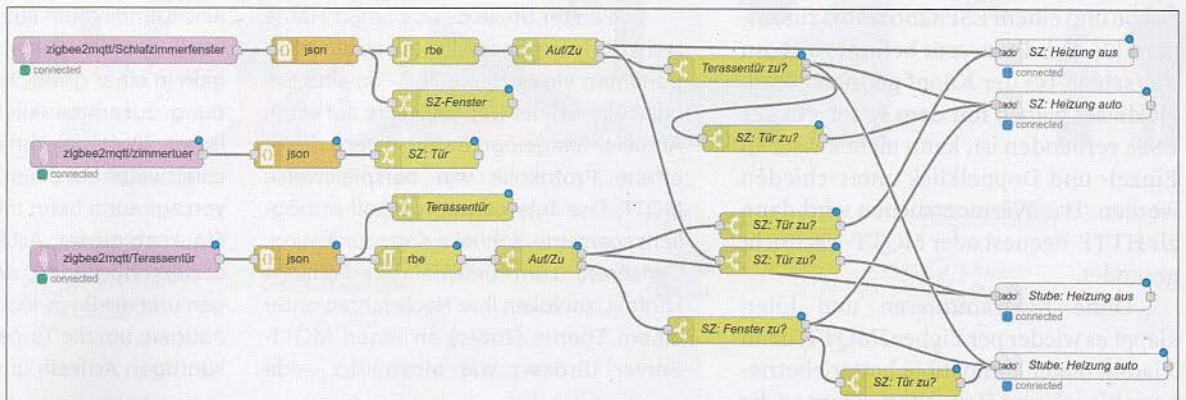 zigbee2mqtt/Schlafzimmerfenster
connected
json
rbe
Auf/Zu
SZ-Fenster
Terassentür zu?
SZ: Tür zu?
SZ: Heizung aus
connected
SZ: Heizung auto
connected
zigbee2mqtt/zimmertuer
connected
json
SZ: Tür
Terassentür
zigbee2mqtt/Terassentür
connected
json
rbe
Auf/Zu
SZ: Tür zu?
SZ: Tür zu?
SZ: Fenster zu?
SZ: Tür zu?
Stube: Heizung aus
connected
Stube: Heizung auto
connected